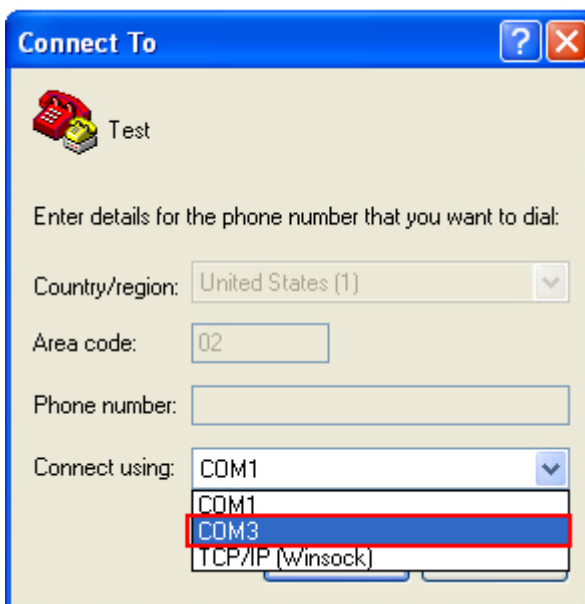 Connect To
Test
Enter details for the phone number that you want to dial:
Country/region: United States (1)
Area code: 02
Phone number:
Connect using: COM1
COM1
COM3
TCP/IP (Winsock)